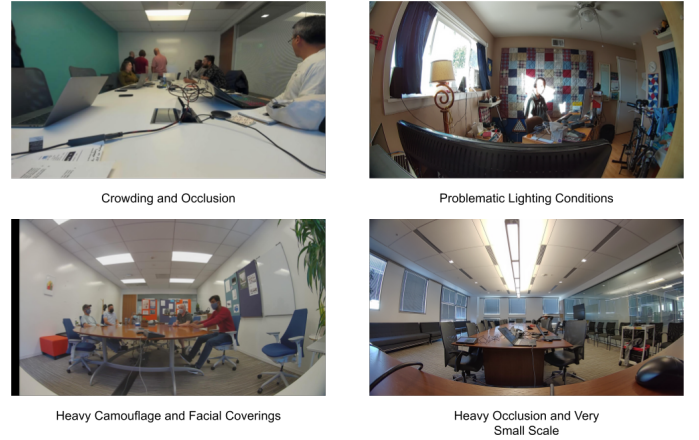 Crowding and Occlusion
Problematic Lighting Conditions
Heavy Camouflage and Facial Coverings
Heavy Occlusion and Very
Small Scale